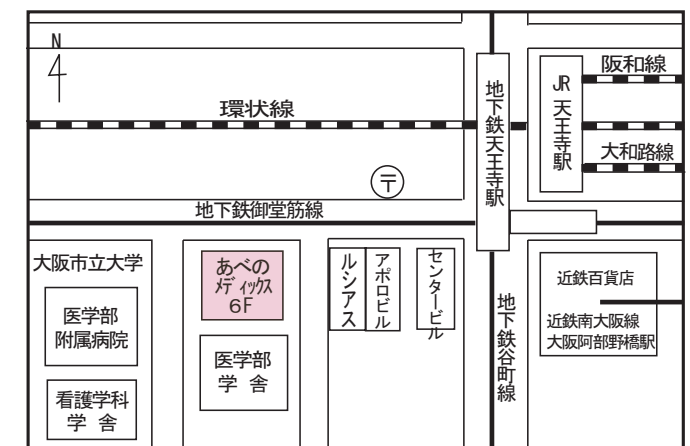 N
阪和線
JR天王寺駅
地下鉄天王寺駅
環状線
大和路線
〒
地下鉄御堂筋線
大阪市立大学
あべの
メディックス
6F
ルシアス
アポロビル
センタービル
近鉄百貨店
医学部
附属病院
地下鉄谷町線
近鉄南大阪線
大阪阿部野橋駅
医学部
学 舎
看護学科
学 舎